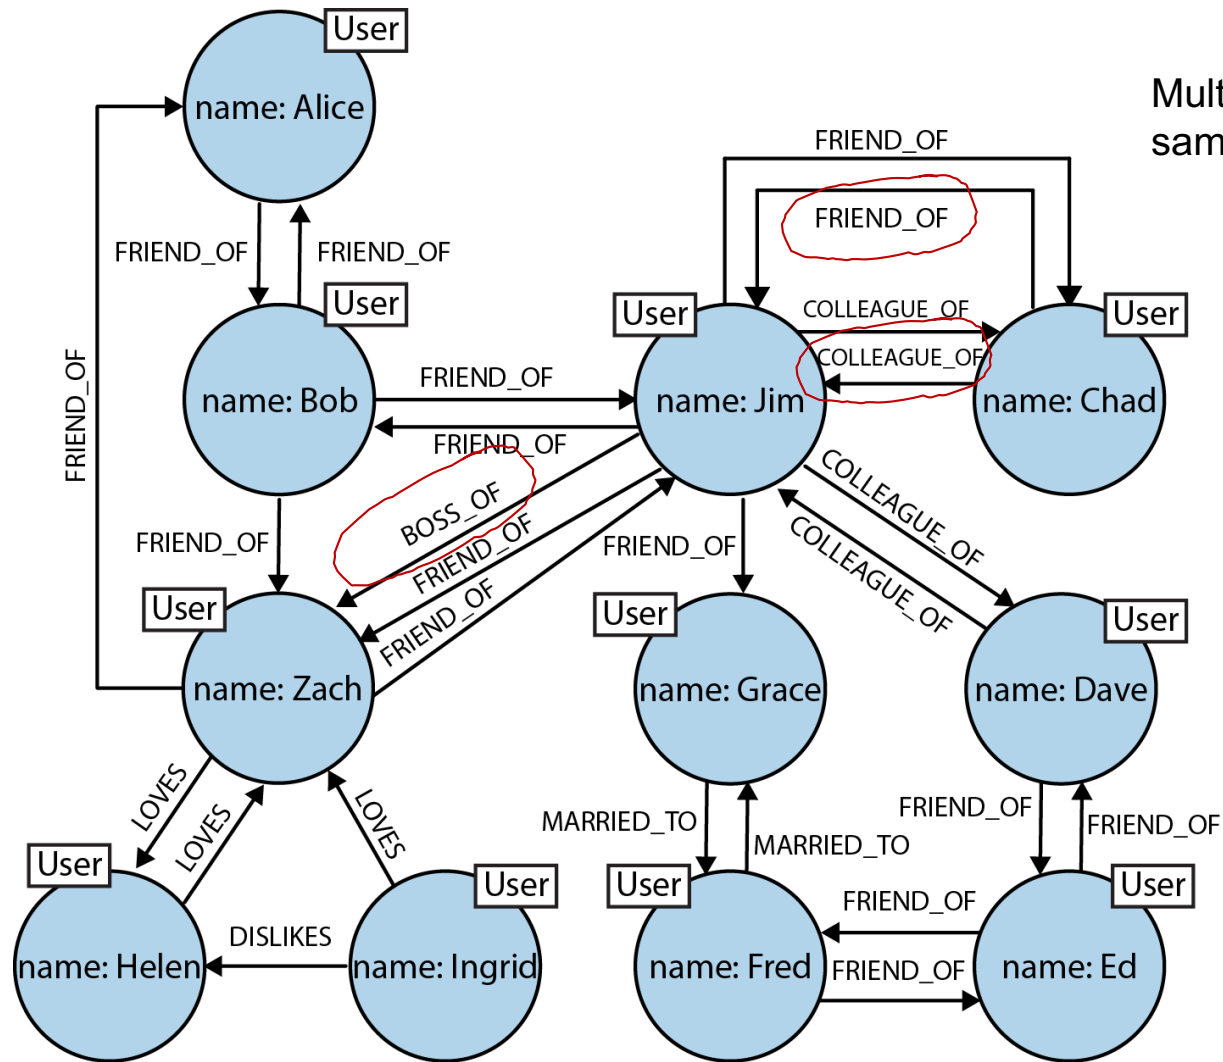 User
name: Alice
Mult
sam
FRIEND_OF
FRIEND_OF
FRIEND_OF
FRIEND_OF
User
User
COLLEAGUE_OF
User
COLLEAGUE_OF
FRIEND_OF
FRIEND_OF
name: Bob
name: Jim
name: Chad
FRIEND_OF
COLLEAGUE_OF
BOSS_OF
FRIEND_OF
FRIEND_OF
FRIEND_OF
COLLEAGUE_OF
FRIEND_OF
User
User
User
name: Zach
name: Grace
name: Dave
LOVES
LOVES
LOVES
MARRIED_TO
MARRIED_TO
FRIEND_OF
FRIEND_OF
User
User
User
User
FRIEND_OF
DISLIKES
name: Helen
name: Ingrid
name: Fred
FRIEND_OF
name: Ed